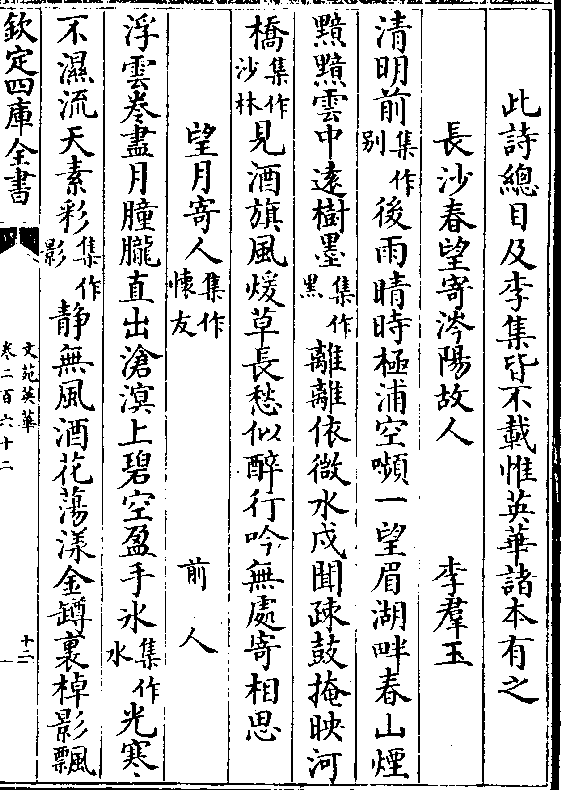 此詩總目及李集皆不載惟英華諸本有之
長沙春望寄涔陽故人 李羣玉
清明前集作别後雨晴時極浦空嚬一望眉湖畔春山煙
黯黯雲中遠樹墨集作黑離離依微水戍聞疎鼓掩映河
橋集作沙林見酒旗風煖草長愁似醉行吟無處寄相思
望月寄人集作懷友 前人
浮雲卷盡月朣朧直出滄溟上碧空盈手水集作水光寒
不濕流天素彩集作影静無風酒花蕩漾金罇裏棹影飄
欽定四庫全書
文苑英華
卷二百六十二
十二